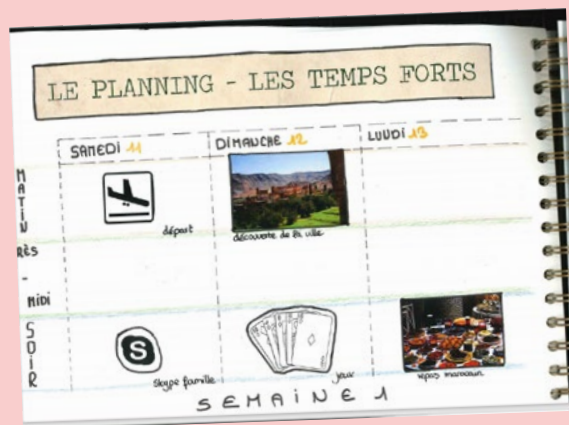 LE PLANNING - LES TEMPS FORTS
SAMEDI 11
DIMANCHE 12
LUNDI 13
MATIN
départ
découverte de la ville
RÈS
-
MIDI
SOIR
S
Skype famille
jeux
repas marocain
SEMAINE 1